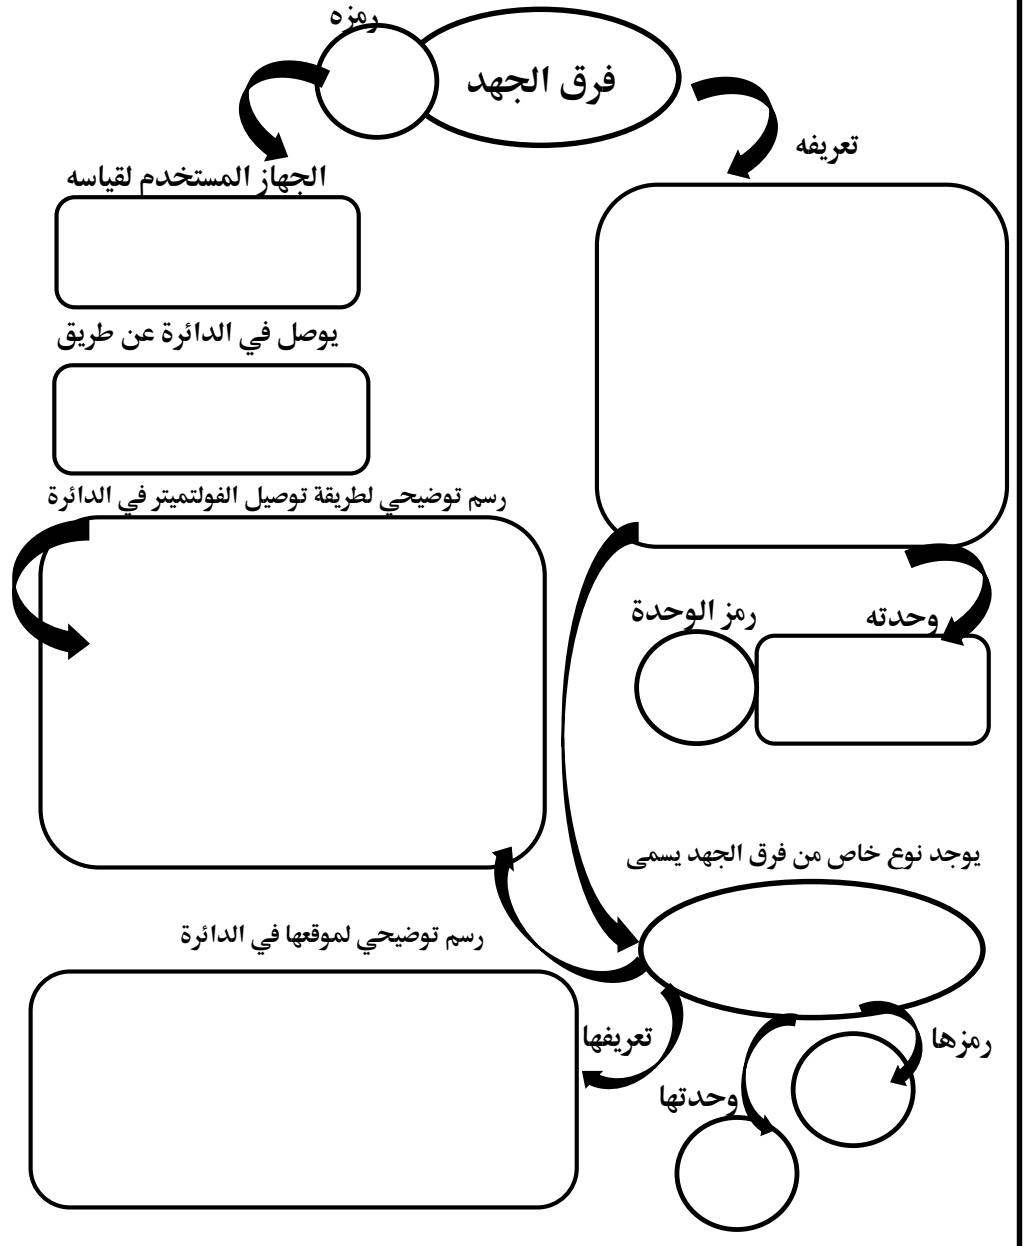 رمزه
فرق الجهد
تعريفه
الجهاز المستخدم لقياسه
يوصل في الدائرة عن طريق
رسم توضيحي لطريقة توصيل الفولتميتر في الدائرة
وحدته
رمز الوحدة
يوجد نوع خاص من فرق الجهد يسمى
رسم توضيحي لموقعها في الدائرة
رمزها
تعريفها
وحدتها